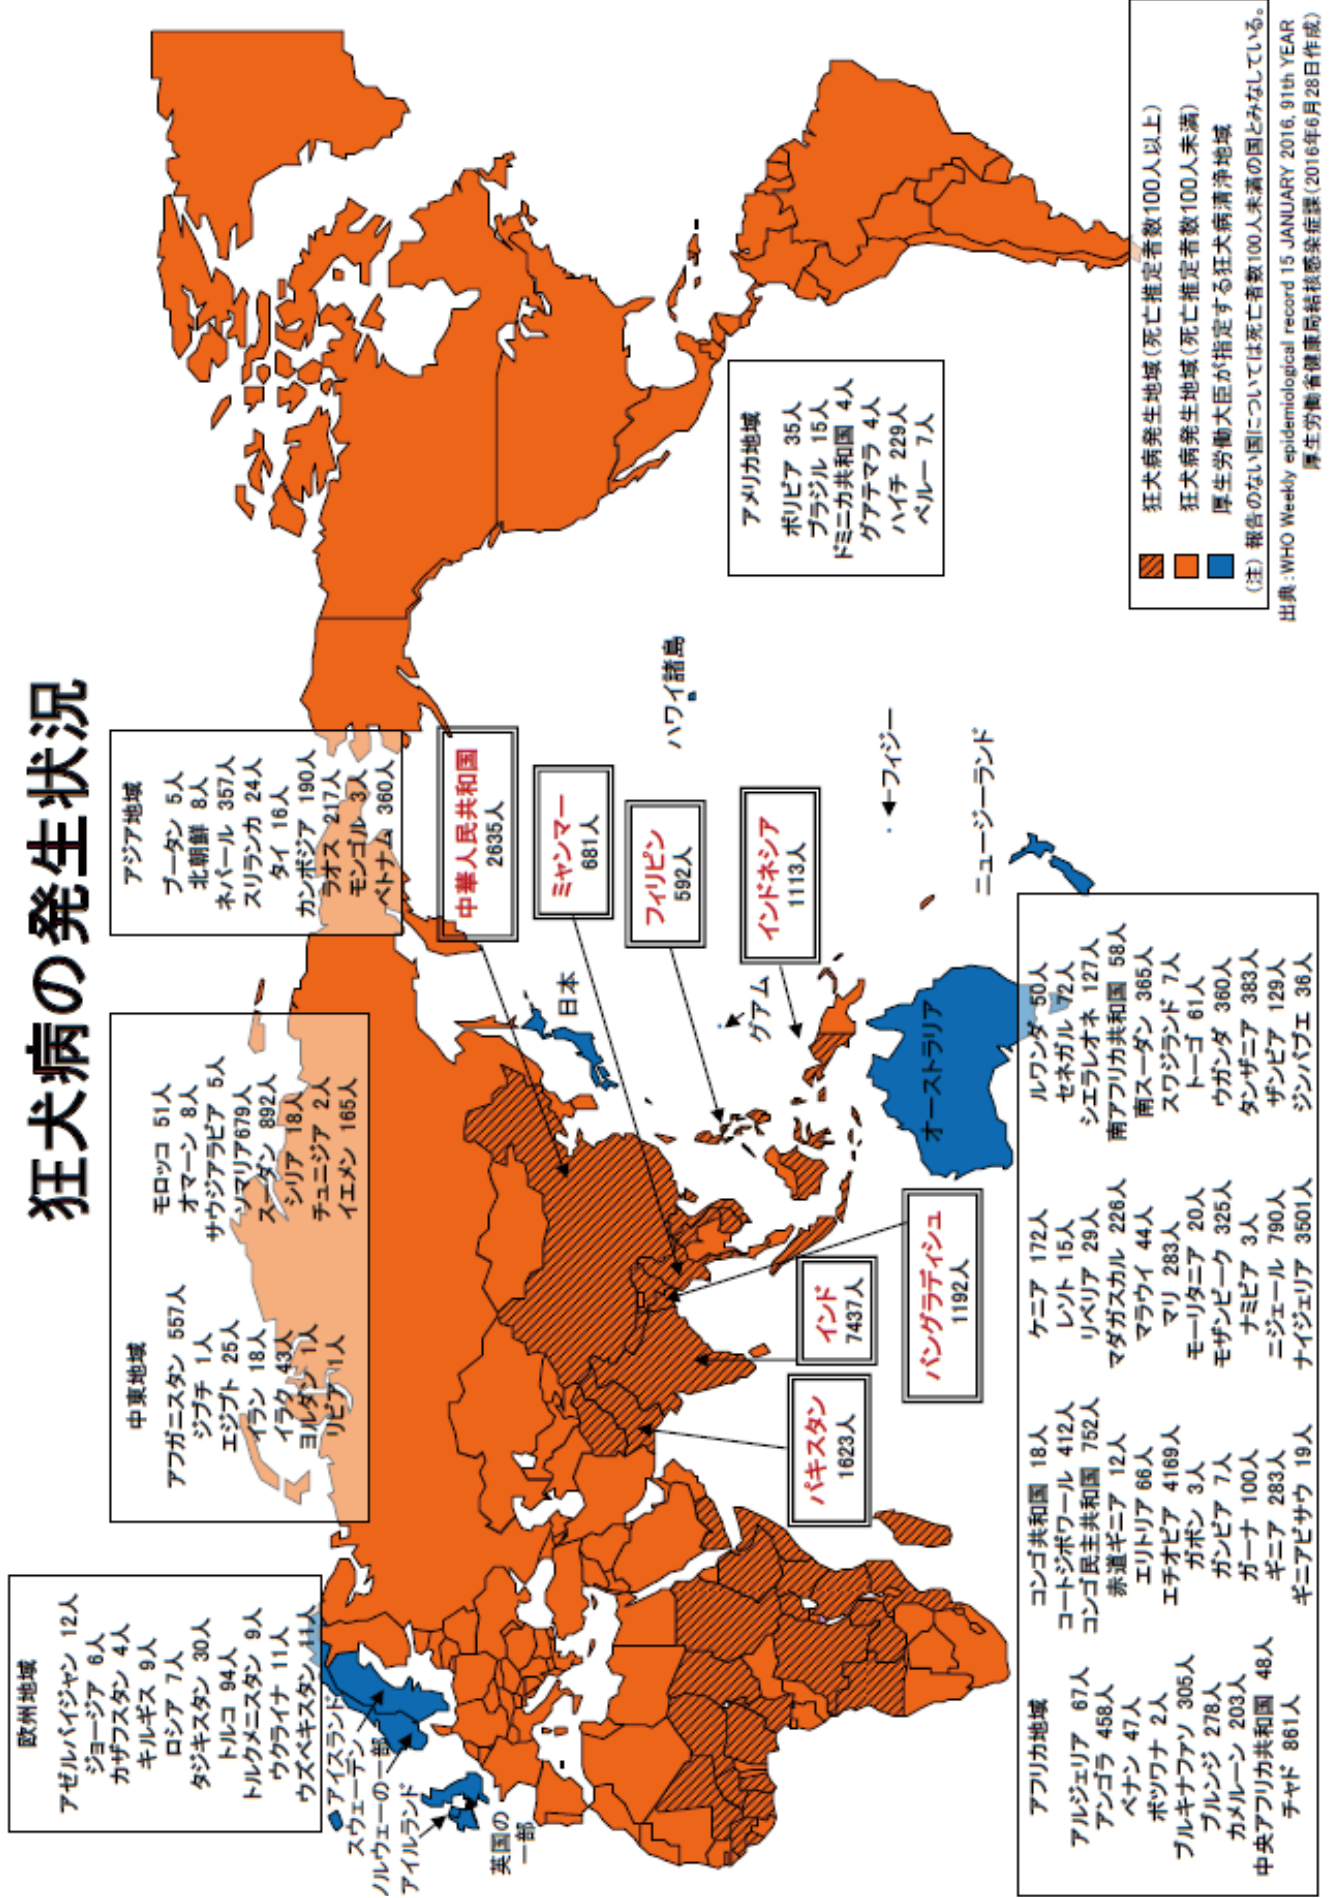 狂犬病の発生状況
欧州地域
アゼルバイジャン 12人
ジョージア 6人
カザフスタン 4人
キルギス 9人
ロシア 7人
タジキスタン 30人
トルコ 94人
トルクメニスタン 9人
ウクライナ 11人
ウズベキスタン 11人
中東地域
アフガニスタン 557人
ジブチ 1人
エジプト 25人
イラン 18人
イラク 43人
ヨルダン 1人
リビア 1人
モロッコ 51人
オマーン 8人
サウジアラビア 5人
ソマリア679人
スーダン 892人
シリア 18人
チュニジア 2人
イエメン 165人
アジア地域
ブータン 5人
北朝鮮 8人
ネパール 357人
スリランカ 24人
タイ 16人
カンボジア 190人
ラオス 217人
モンゴル 3人
ベトナム 360人
アイスランド
スウェーデン
ノルウェーの一部
アイルランド
英国の
一部
中華人民共和国
2635人
ミャンマー
681人
フィリピン
592人
インドネシア
1113人
日本
グアム
ハワイ諸島
フィジー
ニュージーランド
オーストラリア
パキスタン
1623人
インド
7437人
バングラディシュ
1192人
アメリカ地域
ボリビア 35人
ブラジル 15人
ドミニカ共和国 4人
グアテマラ 4人
ハイチ 229人
ペルー 7人
アフリカ地域
アルジェリア 67人
アンゴラ 458人
ベナン 47人
ボツワナ 2人
ブルキナファソ 305人
ブルンジ 278人
カメルーン 203人
中央アフリカ共和国 48人
チャド 861人
コンゴ共和国 18人
コートジボワール 412人
コンゴ民主共和国 752人
赤道ギニア 12人
エリトリア 66人
エチオピア 4169人
ガボン 3人
ガンビア 7人
ガーナ 100人
ギニア 283人
ギニアビサウ 19人
ケニア 172人
レソト 15人
リベリア 29人
マダガスカル 226人
マラウイ 44人
マリ 283人
モーリタニア 20人
モザンビーク 325人
ナミビア 3人
ニジェール 790人
ナイジェリア 3501人
ルワンダ 50人
セネガル 72人
シエラレオネ 127人
南アフリカ共和国 58人
南スーダン 365人
スワジランド 7人
トーゴ 61人
ウガンダ 360人
タンザニア 383人
ザンビア 129人
ジンバブエ 36人
狂犬病発生地域(死亡推定者数100人以上)
狂犬病発生地域(死亡推定者数100人未満)
厚生労働大臣が指定する狂犬病清浄地域
(注) 報告のない国については死亡者数100人未満の国とみなしている。
出典:WHO Weekly epidemiological record 15 JANUARY 2016, 91th YEAR
厚生労働省健康局結核感染症課(2016年6月28日作成)